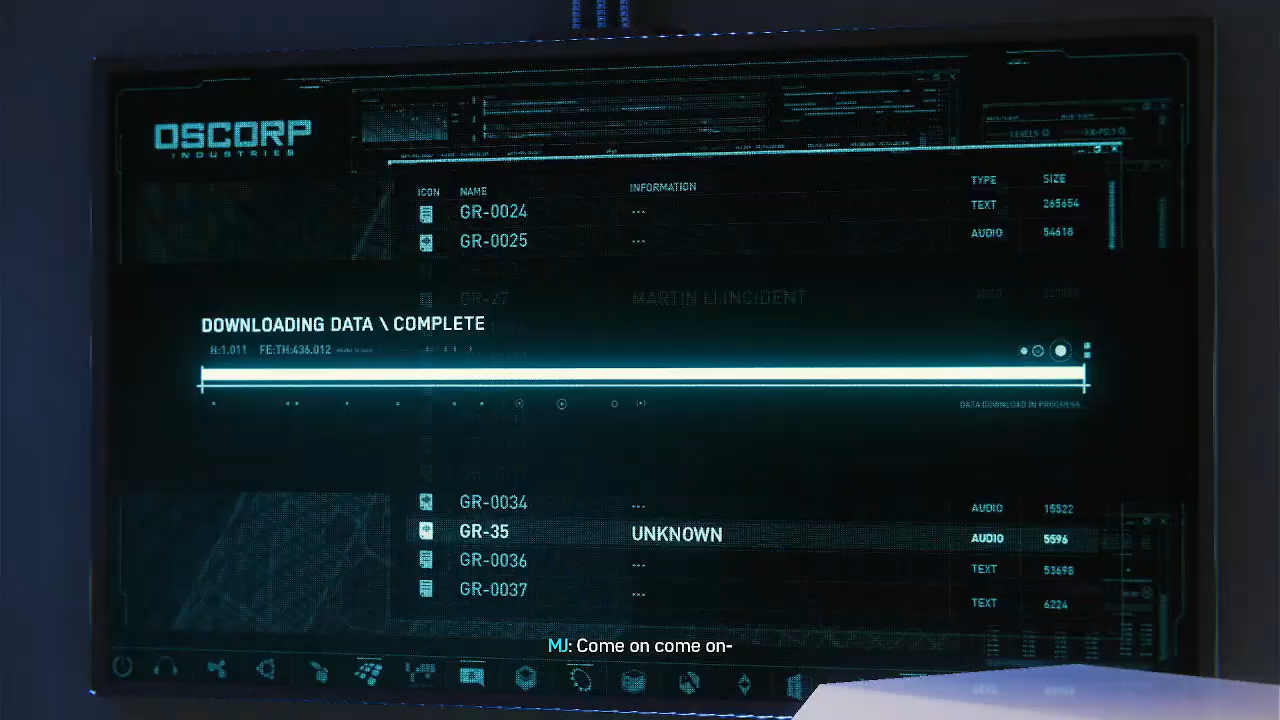 OSCORP
INDUSTRIES
ICON NAME INFORMATION TYPE SIZE
GR-0024 --- TEXT 265654
GR-0025 --- AUDIO 54618
GR-27 MARTIN LI INCIDENT
DOWNLOADING DATA \ COMPLETE
H:1.011 FE:TH:436.012
DATA DOWNLOAD IN PROGRESS
GR-0034 --- AUDIO 15522
GR-35 UNKNOWN AUDIO 5596
GR-0036 --- TEXT 53698
GR-0037 --- TEXT 6224
MJ: Come on come on-